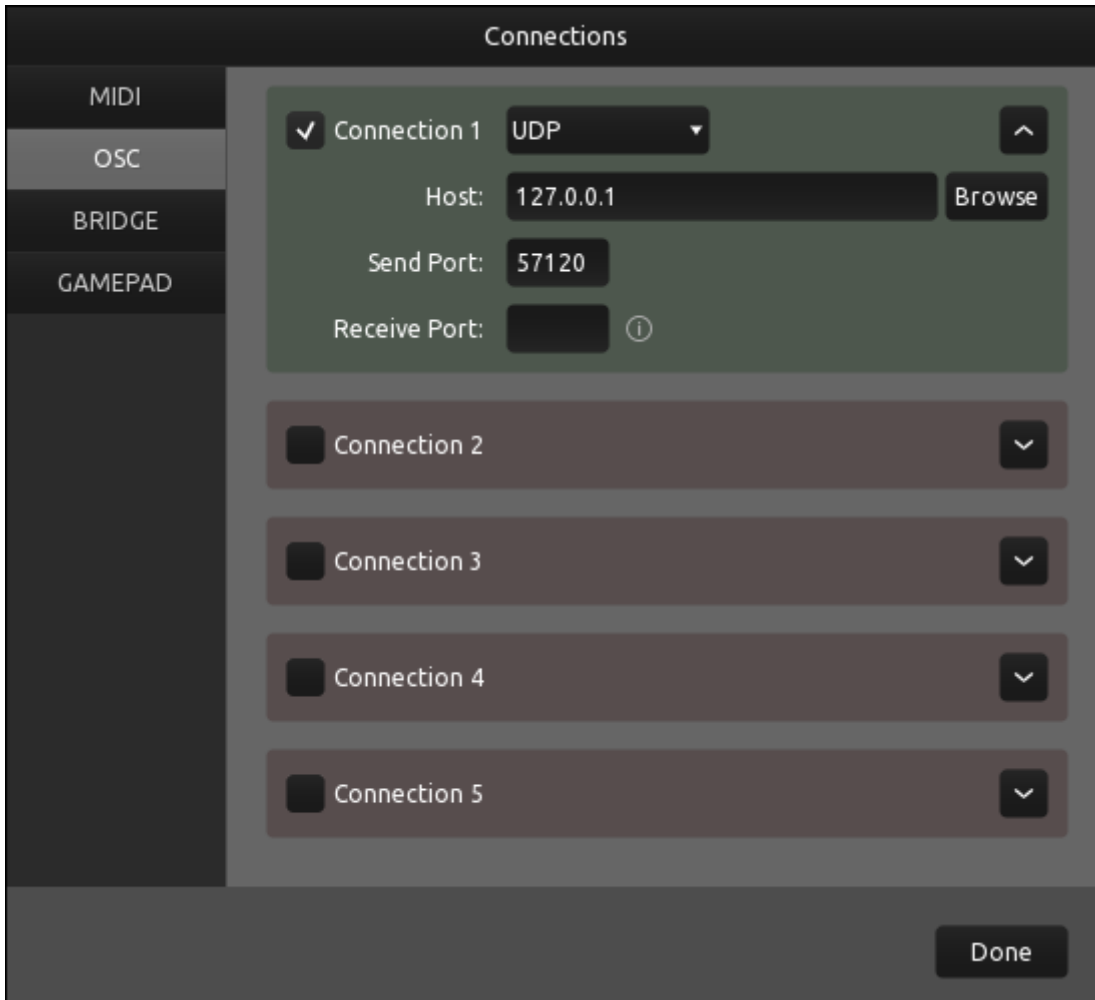 Connections
MIDI
OSC
BRIDGE
GAMEPAD
Connection 1 UDP
Host: 127.0.0.1 Browse
Send Port: 57120
Receive Port:
Connection 2
Connection 3
Connection 4
Connection 5
Done